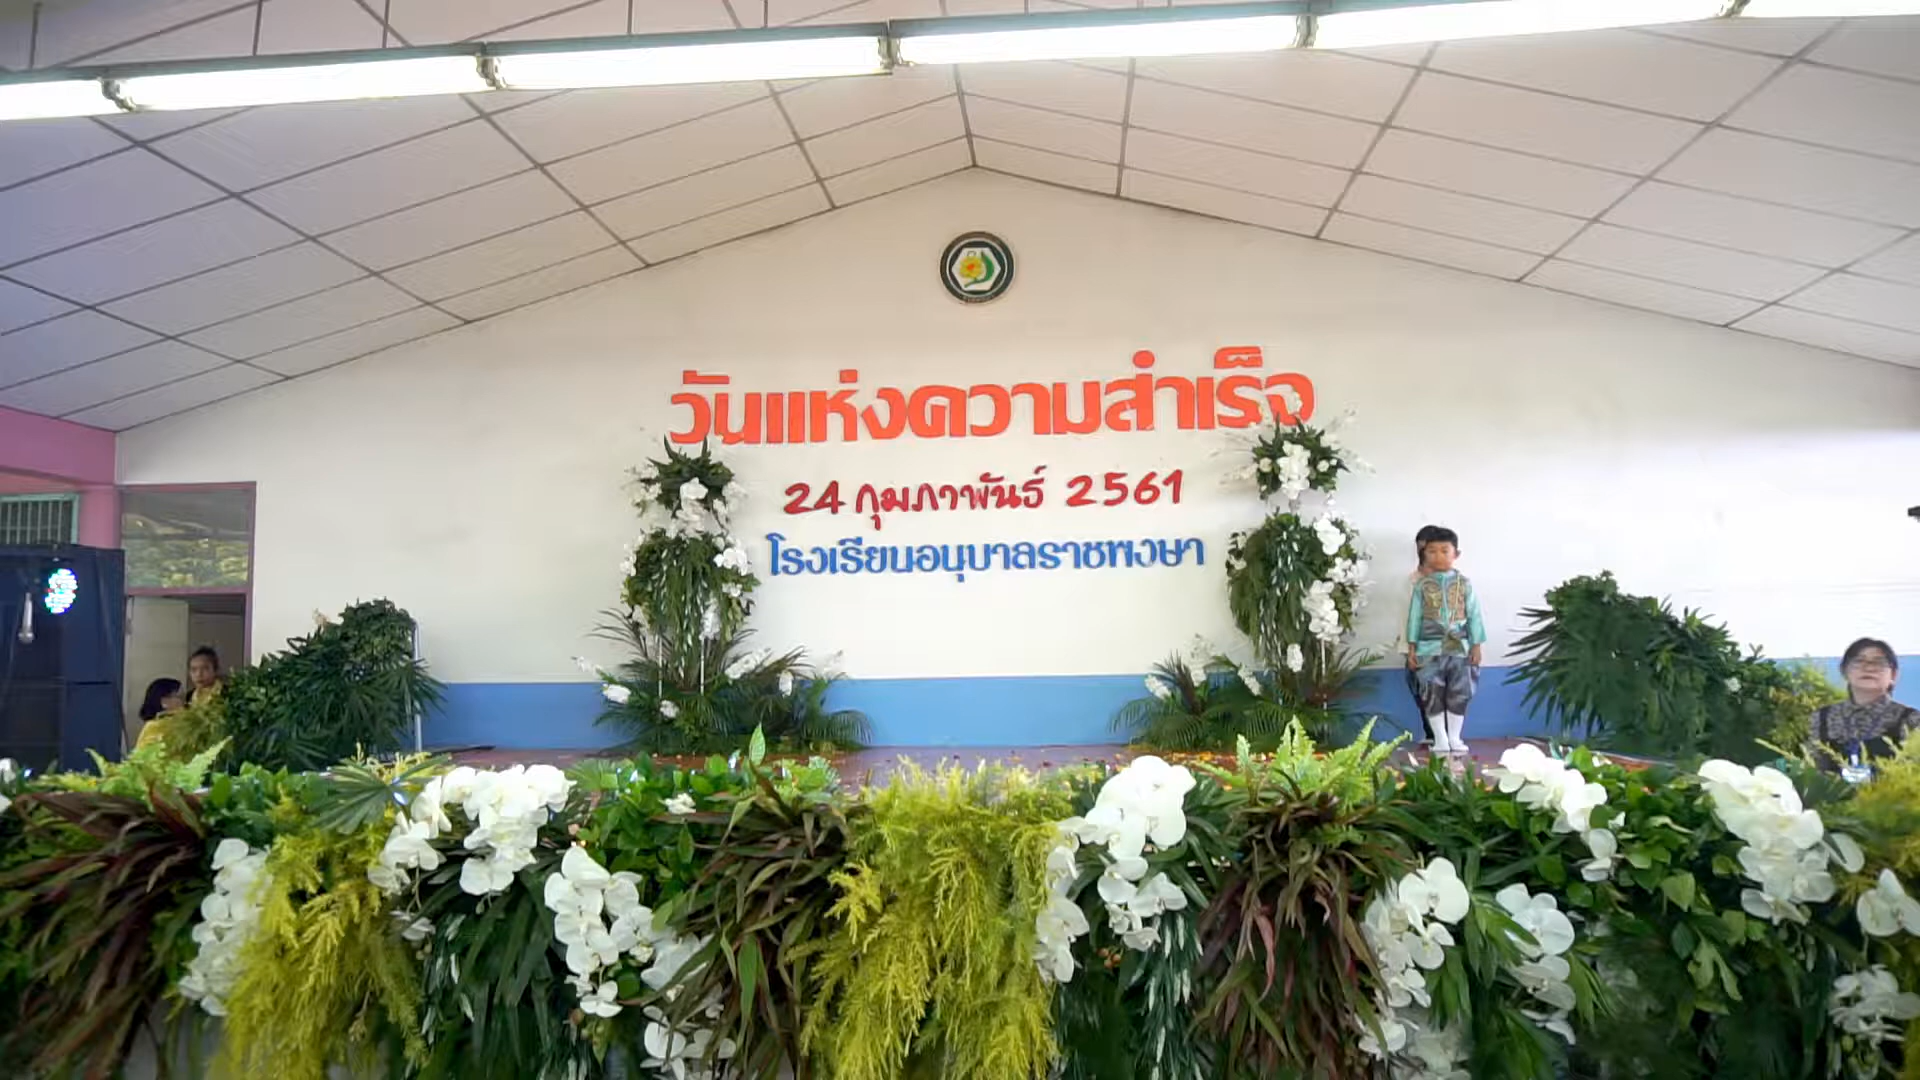 วันแห่งความสำเร็จ
24 กุมภาพันธ์ 2561
โรงเรียนอนุบาลราชพงษา